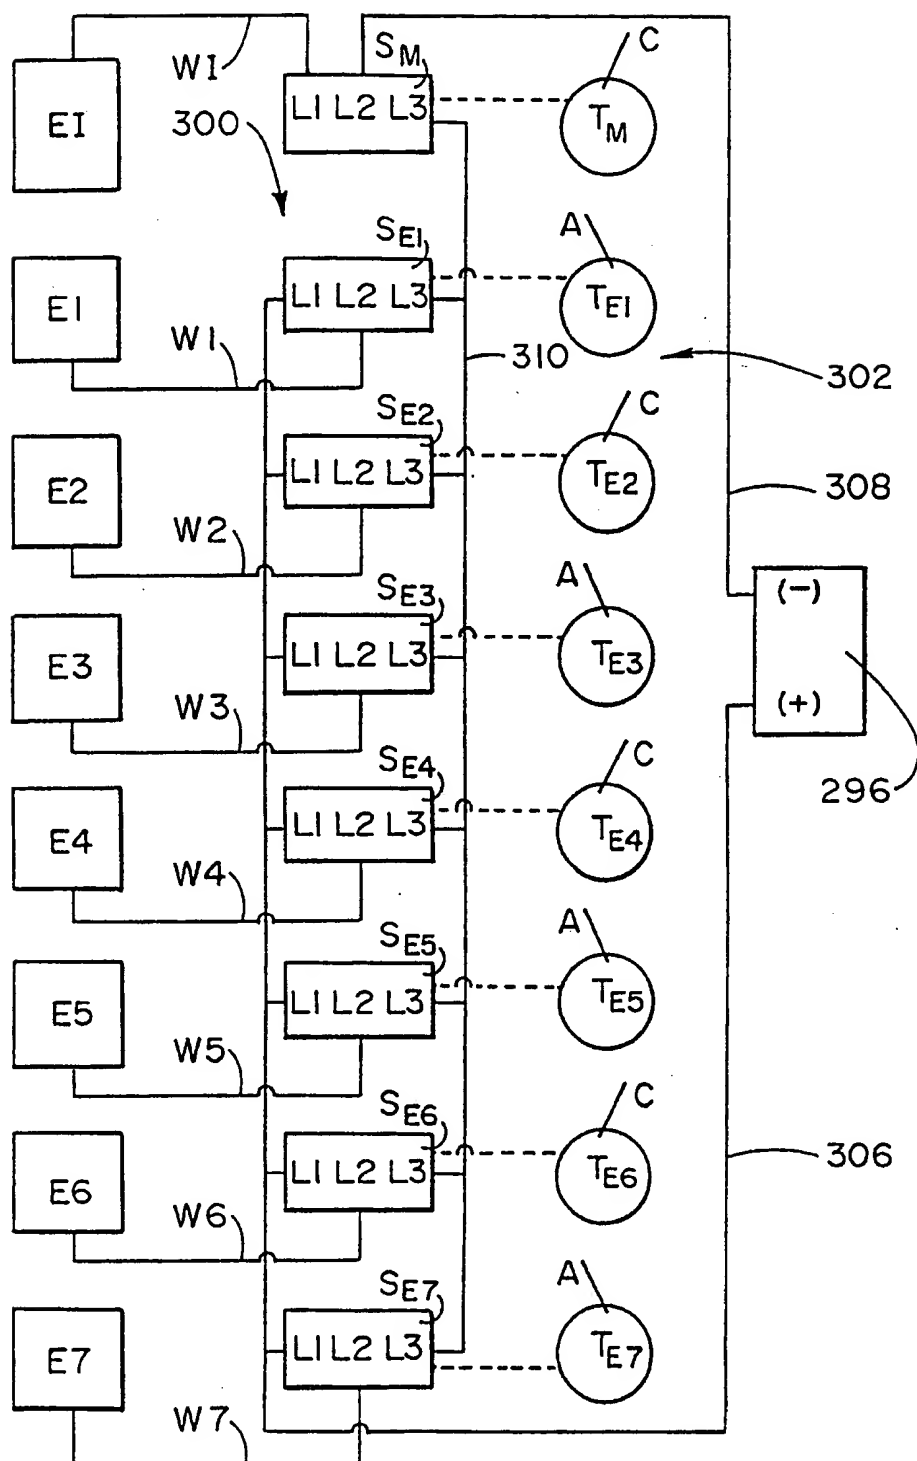 C
WI
SM
EI
L1 L2 L3
TM
300
A
SE1
E1
L1 L2 L3
TE1
W1
310
302
C
SE2
E2
L1 L2 L3
TE2
308
W2
A
SE3
(-)
E3
L1 L2 L3
TE3
W3
(+)
C
SE4
296
E4
L1 L2 L3
TE4
W4
A
SE5
E5
L1 L2 L3
TE5
W5
C
SE6
306
E6
L1 L2 L3
TE6
W6
A
SE7
E7
L1 L2 L3
TE7
W7